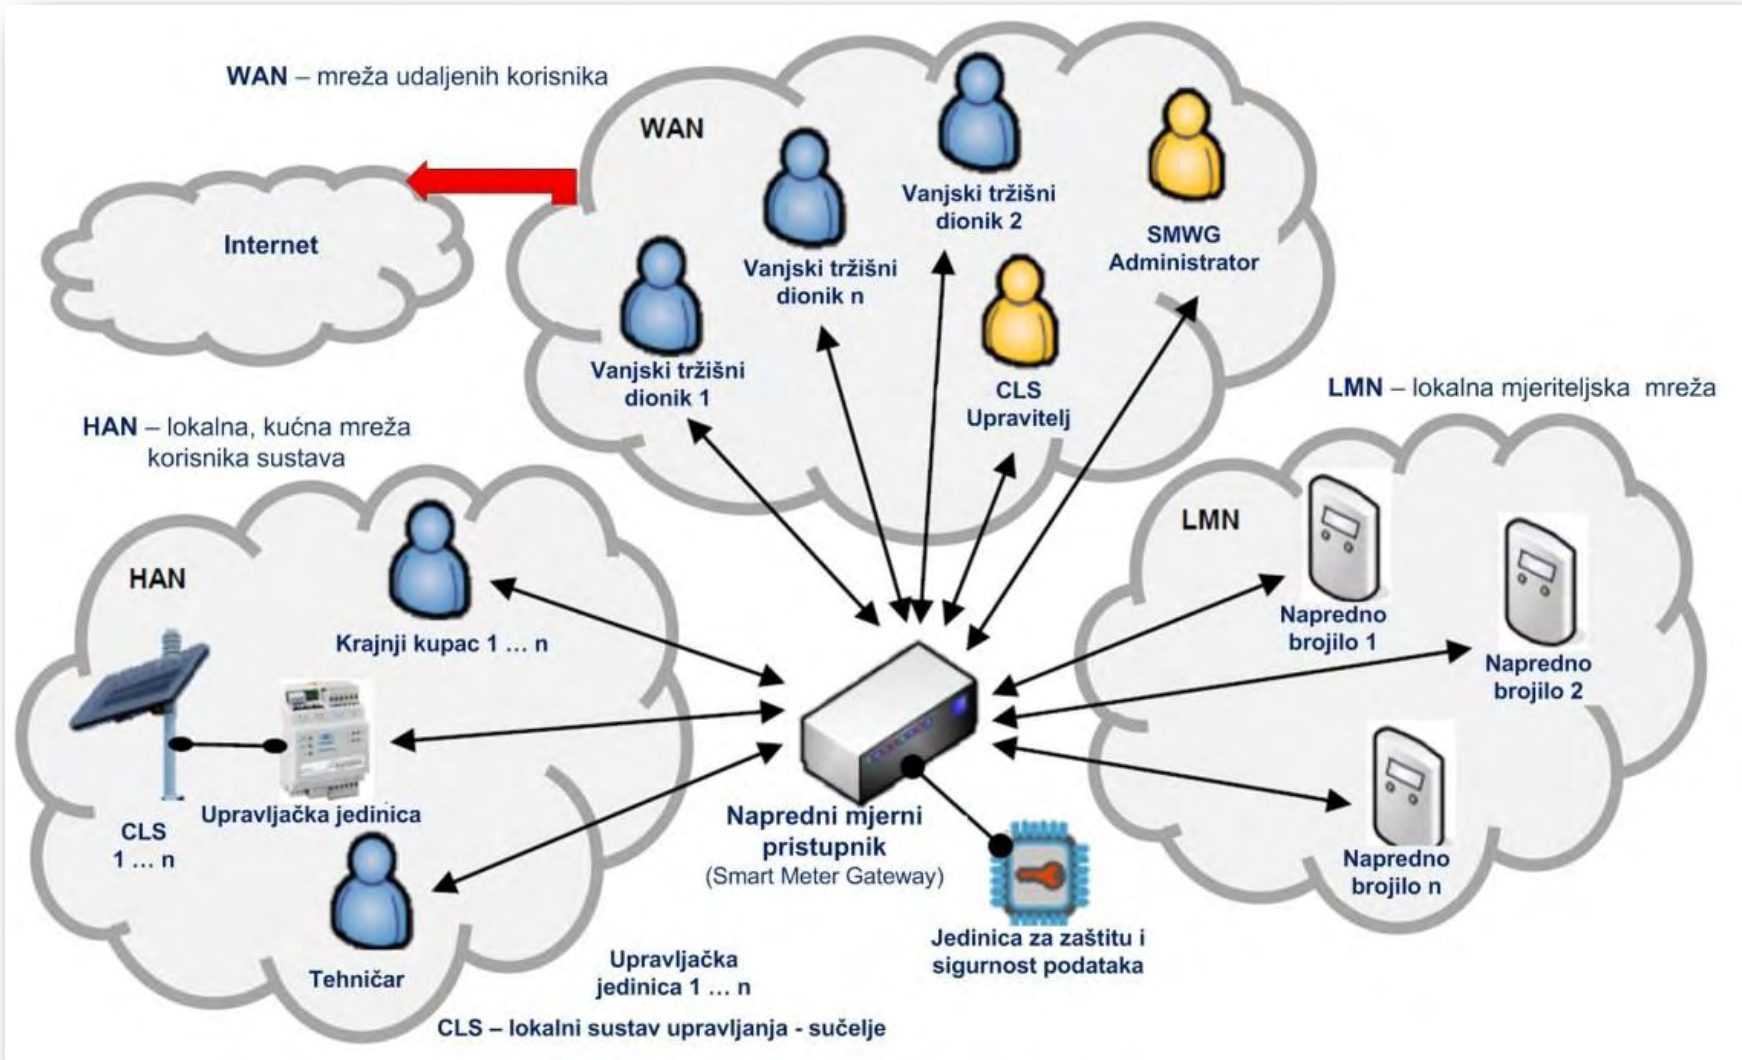 WAN – mreža udaljenih korisnika
WAN
Internet
Vanjski tržišni
dionik 1
Vanjski tržišni
dionik n
Vanjski tržišni
dionik 2
CLS
Upravitelj
SMWG
Administrator
HAN – lokalna, kućna mreža
korisnika sustava
HAN
Krajnji kupac 1 ... n
Upravljačka jedinica
CLS
1 ... n
Tehničar
LMN – lokalna mjeriteljska mreža
LMN
Napredno
brojilo 1
Napredno
brojilo 2
Napredno
brojilo n
Napredni mjerni
pristupnik
(Smart Meter Gateway)
Jedinica za zaštitu i
sigurnost podataka
Upravljačka
jedinica 1 ... n
CLS – lokalni sustav upravljanja - sučelje